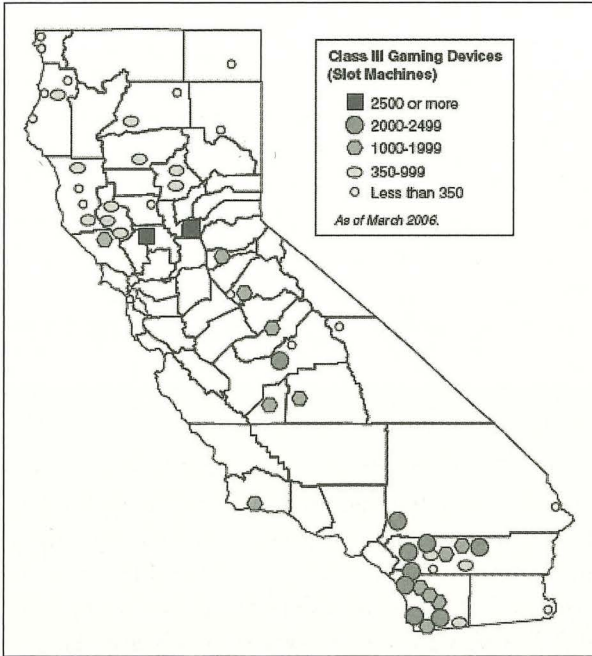 Class III Gaming Devices
(Slot Machines)
2500 or more
2000-2499
1000-1999
350-999
Less than 350
As of March 2006.